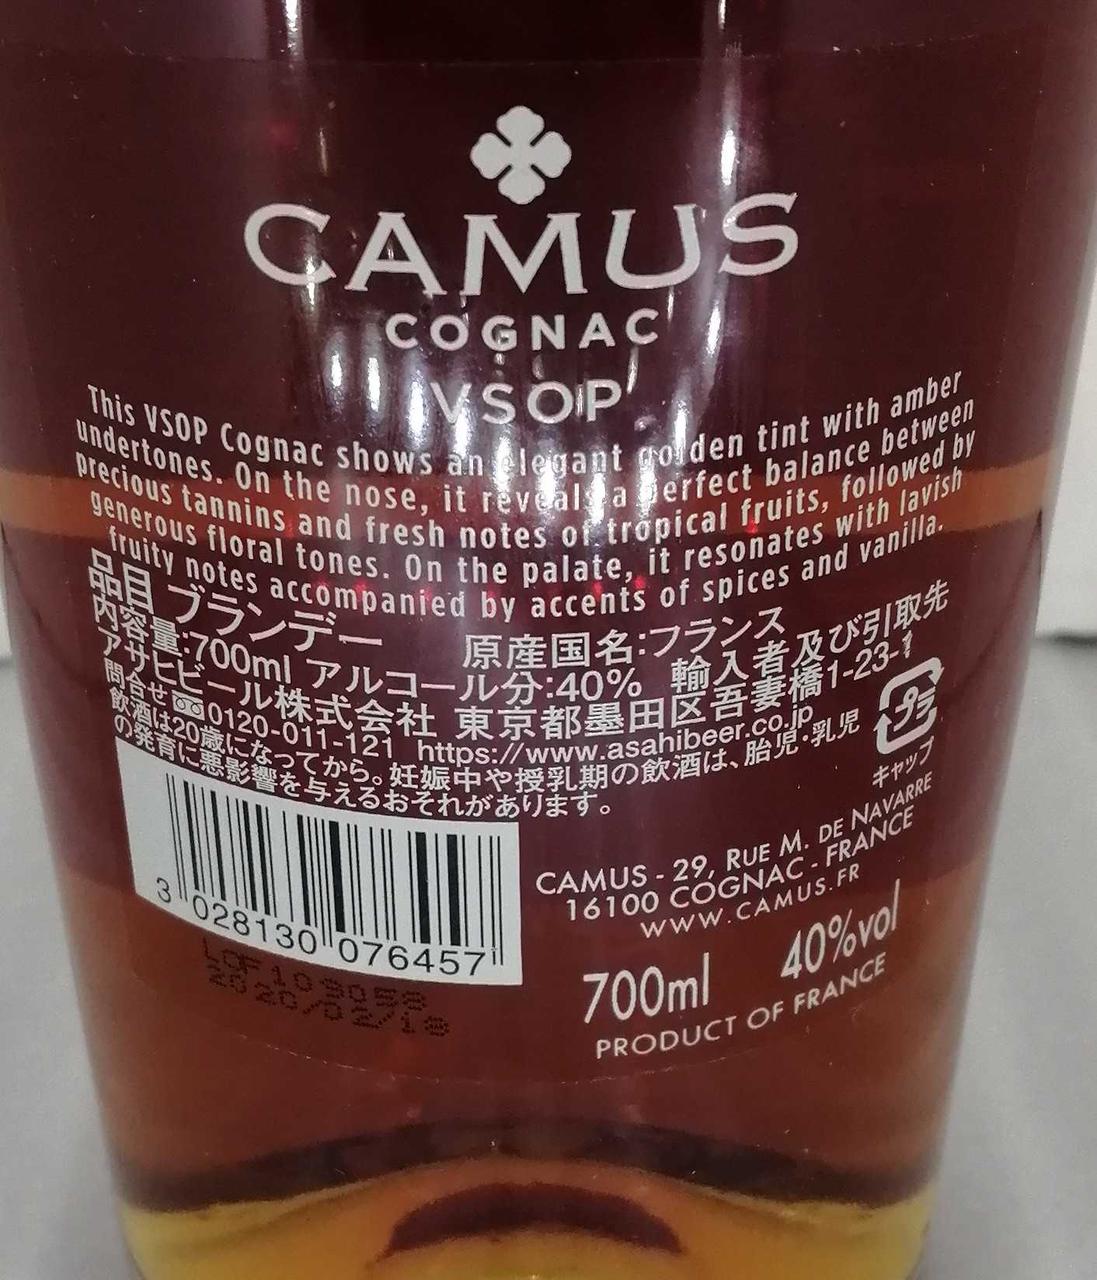 CAMUS
COGNAC
VSOP
This VSOP Cognac shows an elegant golden tint with amber
undertones. On the nose, it reveals a perfect balance between
precious tannins and fresh notes of tropical fruits, followed by
generous floral tones. On the palate, it resonates with lavish
fruity notes accompanied by accents of spices and vanilla.
品目 ブランデー 原産国名:フランス
内容量:700ml アルコール分:40% 輸入者及び引取先
アサヒビール株式会社 東京都墨田区吾妻橋1-23-1
問合せ 0120-011-121 https://www.asahibeer.co.jp
飲酒は20歳になってから。妊娠中や授乳期の飲酒は、胎児・乳児
の発育に悪影響を与えるおそれがあります。
プラ
キャップ
CAMUS - 29, RUE M. DE NAVARRE
16100 COGNAC - FRANCE
WWW.CAMUS.FR
3 028130 076457
700ml 40%vol
PRODUCT OF FRANCE
2020/02/18